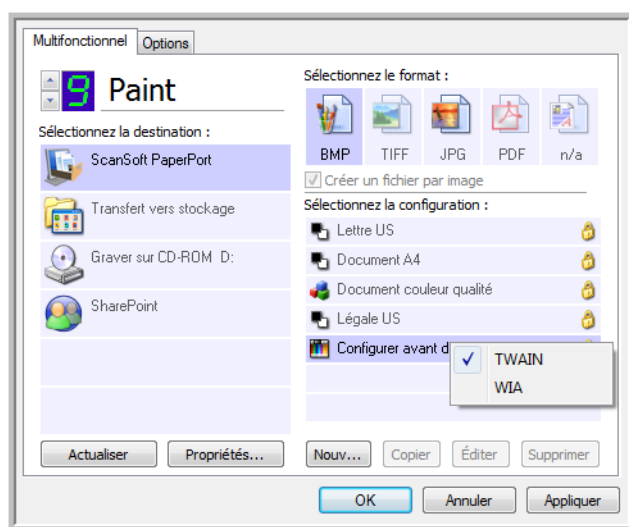 Multifonctionnel
Options
9
Paint
Sélectionnez la destination :
ScanSoft PaperPort
Transfert vers stockage
Graver sur CD-ROM D:
SharePoint
Actualiser
Propriétés...
Sélectionnez le format :
BMP TIFF JPG PDF n/a
Créer un fichier par image
Sélectionnez la configuration :
Lettre US
Document A4
Document couleur qualité
Légale US
Configurer avant d
TWAIN
WIA
Nouv...
Copier
Éditer
Supprimer
OK
Annuler
Appliquer